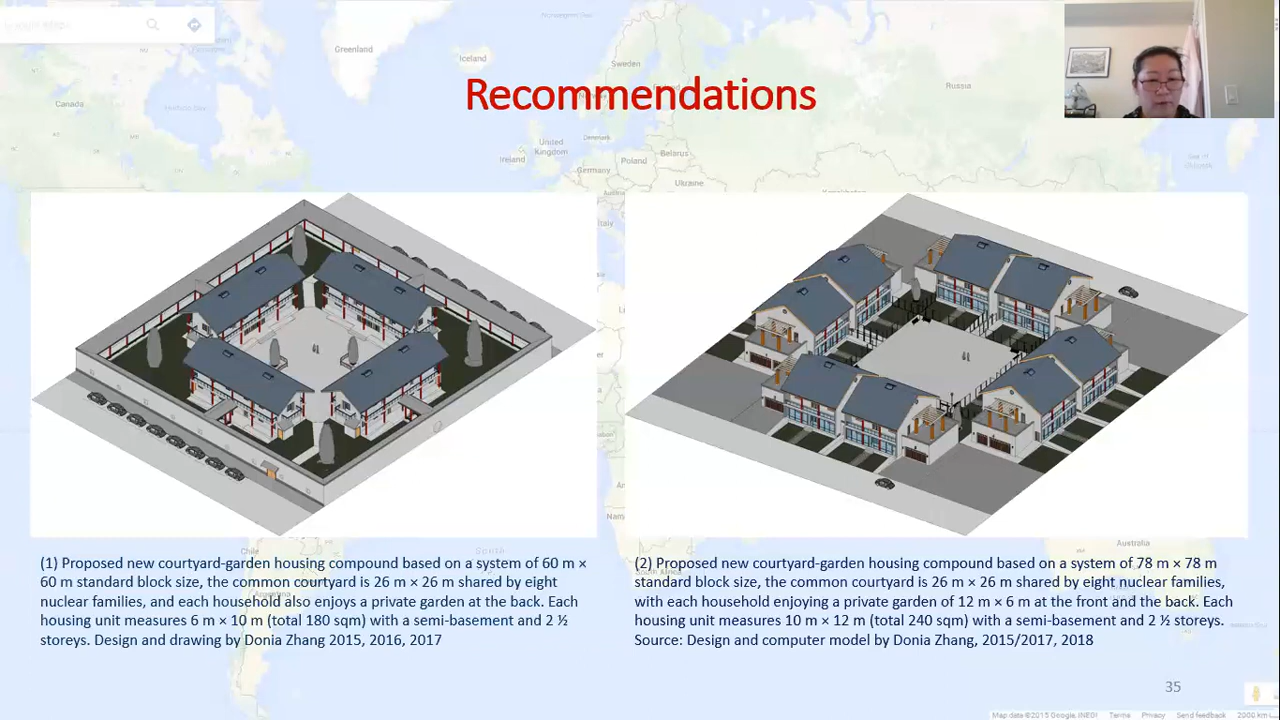 Greenland
Iceland
Sweden
Russia
Canada
Recommendations
Denmark
United
Kingdom
Ireland
Poland
Belarus
Germany
Ukraine
Kazakhstan
Italy
Chile
Australia
South Africa
Argentina
(1) Proposed new courtyard-garden housing compound based on a system of 60 m ×
60 m standard block size, the common courtyard is 26 m × 26 m shared by eight
nuclear families, and each household also enjoys a private garden at the back. Each
housing unit measures 6 m × 10 m (total 180 sqm) with a semi-basement and 2 ½
storeys. Design and drawing by Donia Zhang 2015, 2016, 2017
(2) Proposed new courtyard-garden housing compound based on a system of 78 m × 78 m
standard block size, the common courtyard is 26 m × 26 m shared by eight nuclear families,
with each household enjoying a private garden of 12 m × 6 m at the front and the back. Each
housing unit measures 10 m × 12 m (total 240 sqm) with a semi-basement and 2 ½ storeys.
Source: Design and computer model by Donia Zhang, 2015/2017, 2018
35
Map data ©2015 Google, INEGI Terms Privacy Send feedback 2000 km